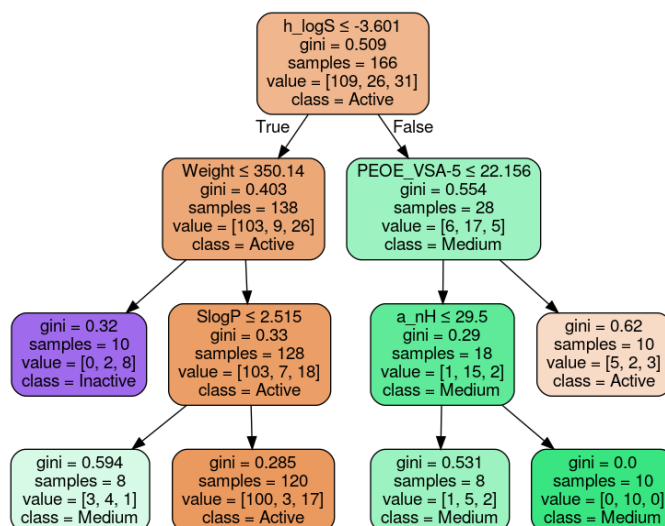 h_logS ≤ -3.601
gini = 0.509
samples = 166
value = [109, 26, 31]
class = Active
True
False
Weight ≤ 350.14
gini = 0.403
samples = 138
value = [103, 9, 26]
class = Active
PEOE_VSA-5 ≤ 22.156
gini = 0.554
samples = 28
value = [6, 17, 5]
class = Medium
gini = 0.32
samples = 10
value = [0, 2, 8]
class = Inactive
SlogP ≤ 2.515
gini = 0.33
samples = 128
value = [103, 7, 18]
class = Active
a_nH ≤ 29.5
gini = 0.29
samples = 18
value = [1, 15, 2]
class = Medium
gini = 0.62
samples = 10
value = [5, 2, 3]
class = Active
gini = 0.594
samples = 8
value = [3, 4, 1]
class = Medium
gini = 0.285
samples = 120
value = [100, 3, 17]
class = Active
gini = 0.531
samples = 8
value = [1, 5, 2]
class = Medium
gini = 0.0
samples = 10
value = [0, 10, 0]
class = Medium